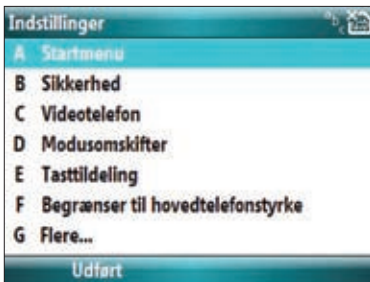 Indstillinger
A Startmenu
B Sikkerhed
C Videotelefon
D Modusomskifter
E Tasttildeling
F Begrænser til hovedtelefonstyrke
G Flere...
Udført